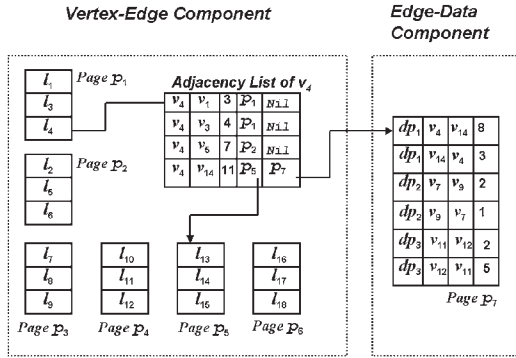 Vertex-Edge Component
Edge-Data Component
l1 Page p1
l3
l4
Adjacency List of v4
v4 v1 3 p1 Nil
v4 v3 4 p1 Nil
v4 v5 7 p2 Nil
v4 v14 11 p5 p7
l2 Page p2
l5
l6
l7 l10 l13 l16
l8 l11 l14 l17
l9 l12 l15 l18
Page p3 Page p4 Page p5 Page p6
dp1 v4 v14 8
dp1 v14 v4 3
dp2 v7 v9 2
dp2 v9 v7 1
dp3 v11 v12 2
dp3 v12 v11 5
Page p7